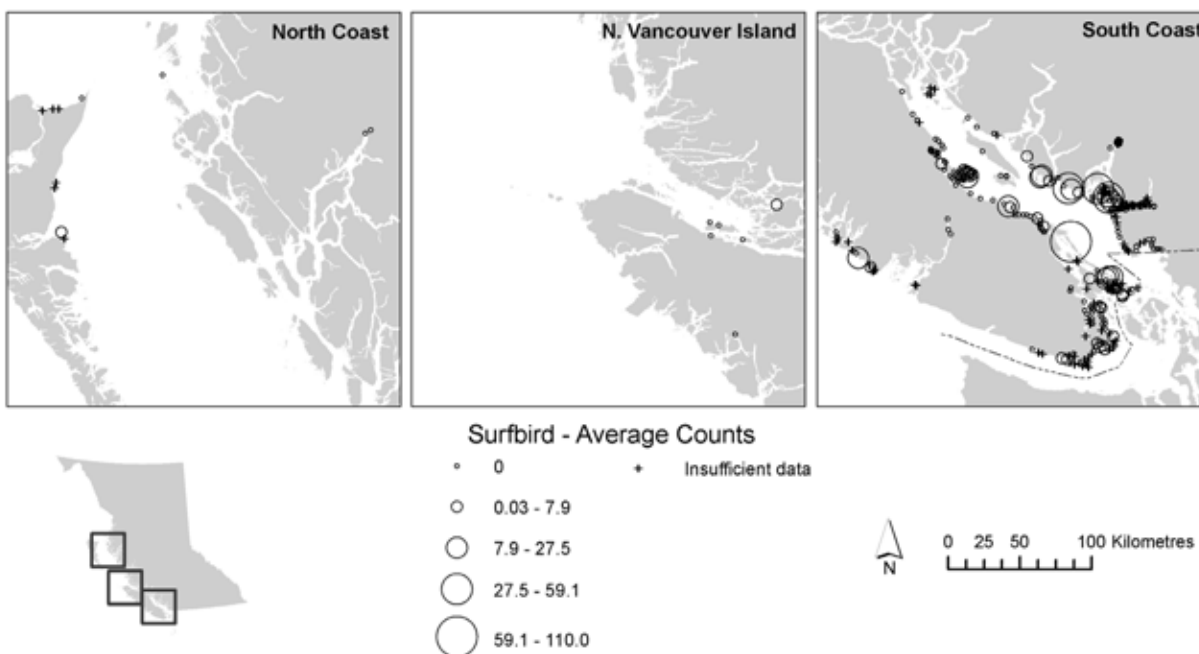 North Coast
N. Vancouver Island
South Coast
Surfbird - Average Counts
0
Insufficient data
0.03 - 7.9
7.9 - 27.5
27.5 - 59.1
59.1 - 110.0
N
0 25 50 100 Kilometres